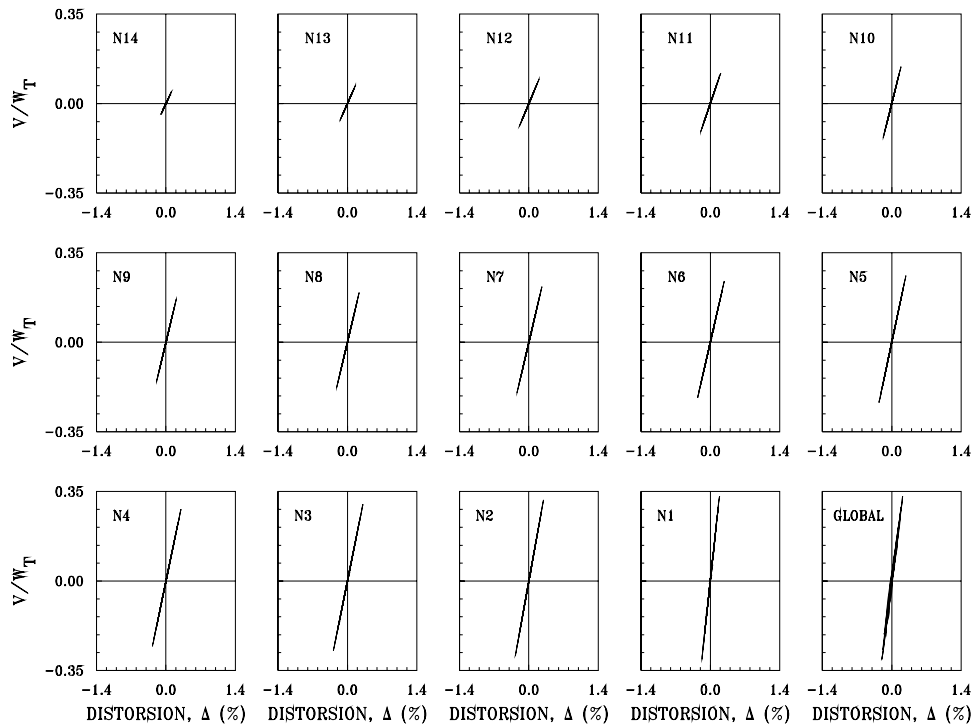 0.35 N14 N13 N12 N11 N10
V/W_T 0.00
−0.35
−1.4 0.0 1.4 −1.4 0.0 1.4 −1.4 0.0 1.4 −1.4 0.0 1.4 −1.4 0.0 1.4
0.35 N9 N8 N7 N6 N5
V/W_T 0.00
−0.35
−1.4 0.0 1.4 −1.4 0.0 1.4 −1.4 0.0 1.4 −1.4 0.0 1.4 −1.4 0.0 1.4
0.35 N4 N3 N2 N1 GLOBAL
V/W_T 0.00
−0.35
−1.4 0.0 1.4 −1.4 0.0 1.4 −1.4 0.0 1.4 −1.4 0.0 1.4 −1.4 0.0 1.4
DISTORSION, Δ (%) DISTORSION, Δ (%) DISTORSION, Δ (%) DISTORSION, Δ (%) DISTORSION, Δ (%)